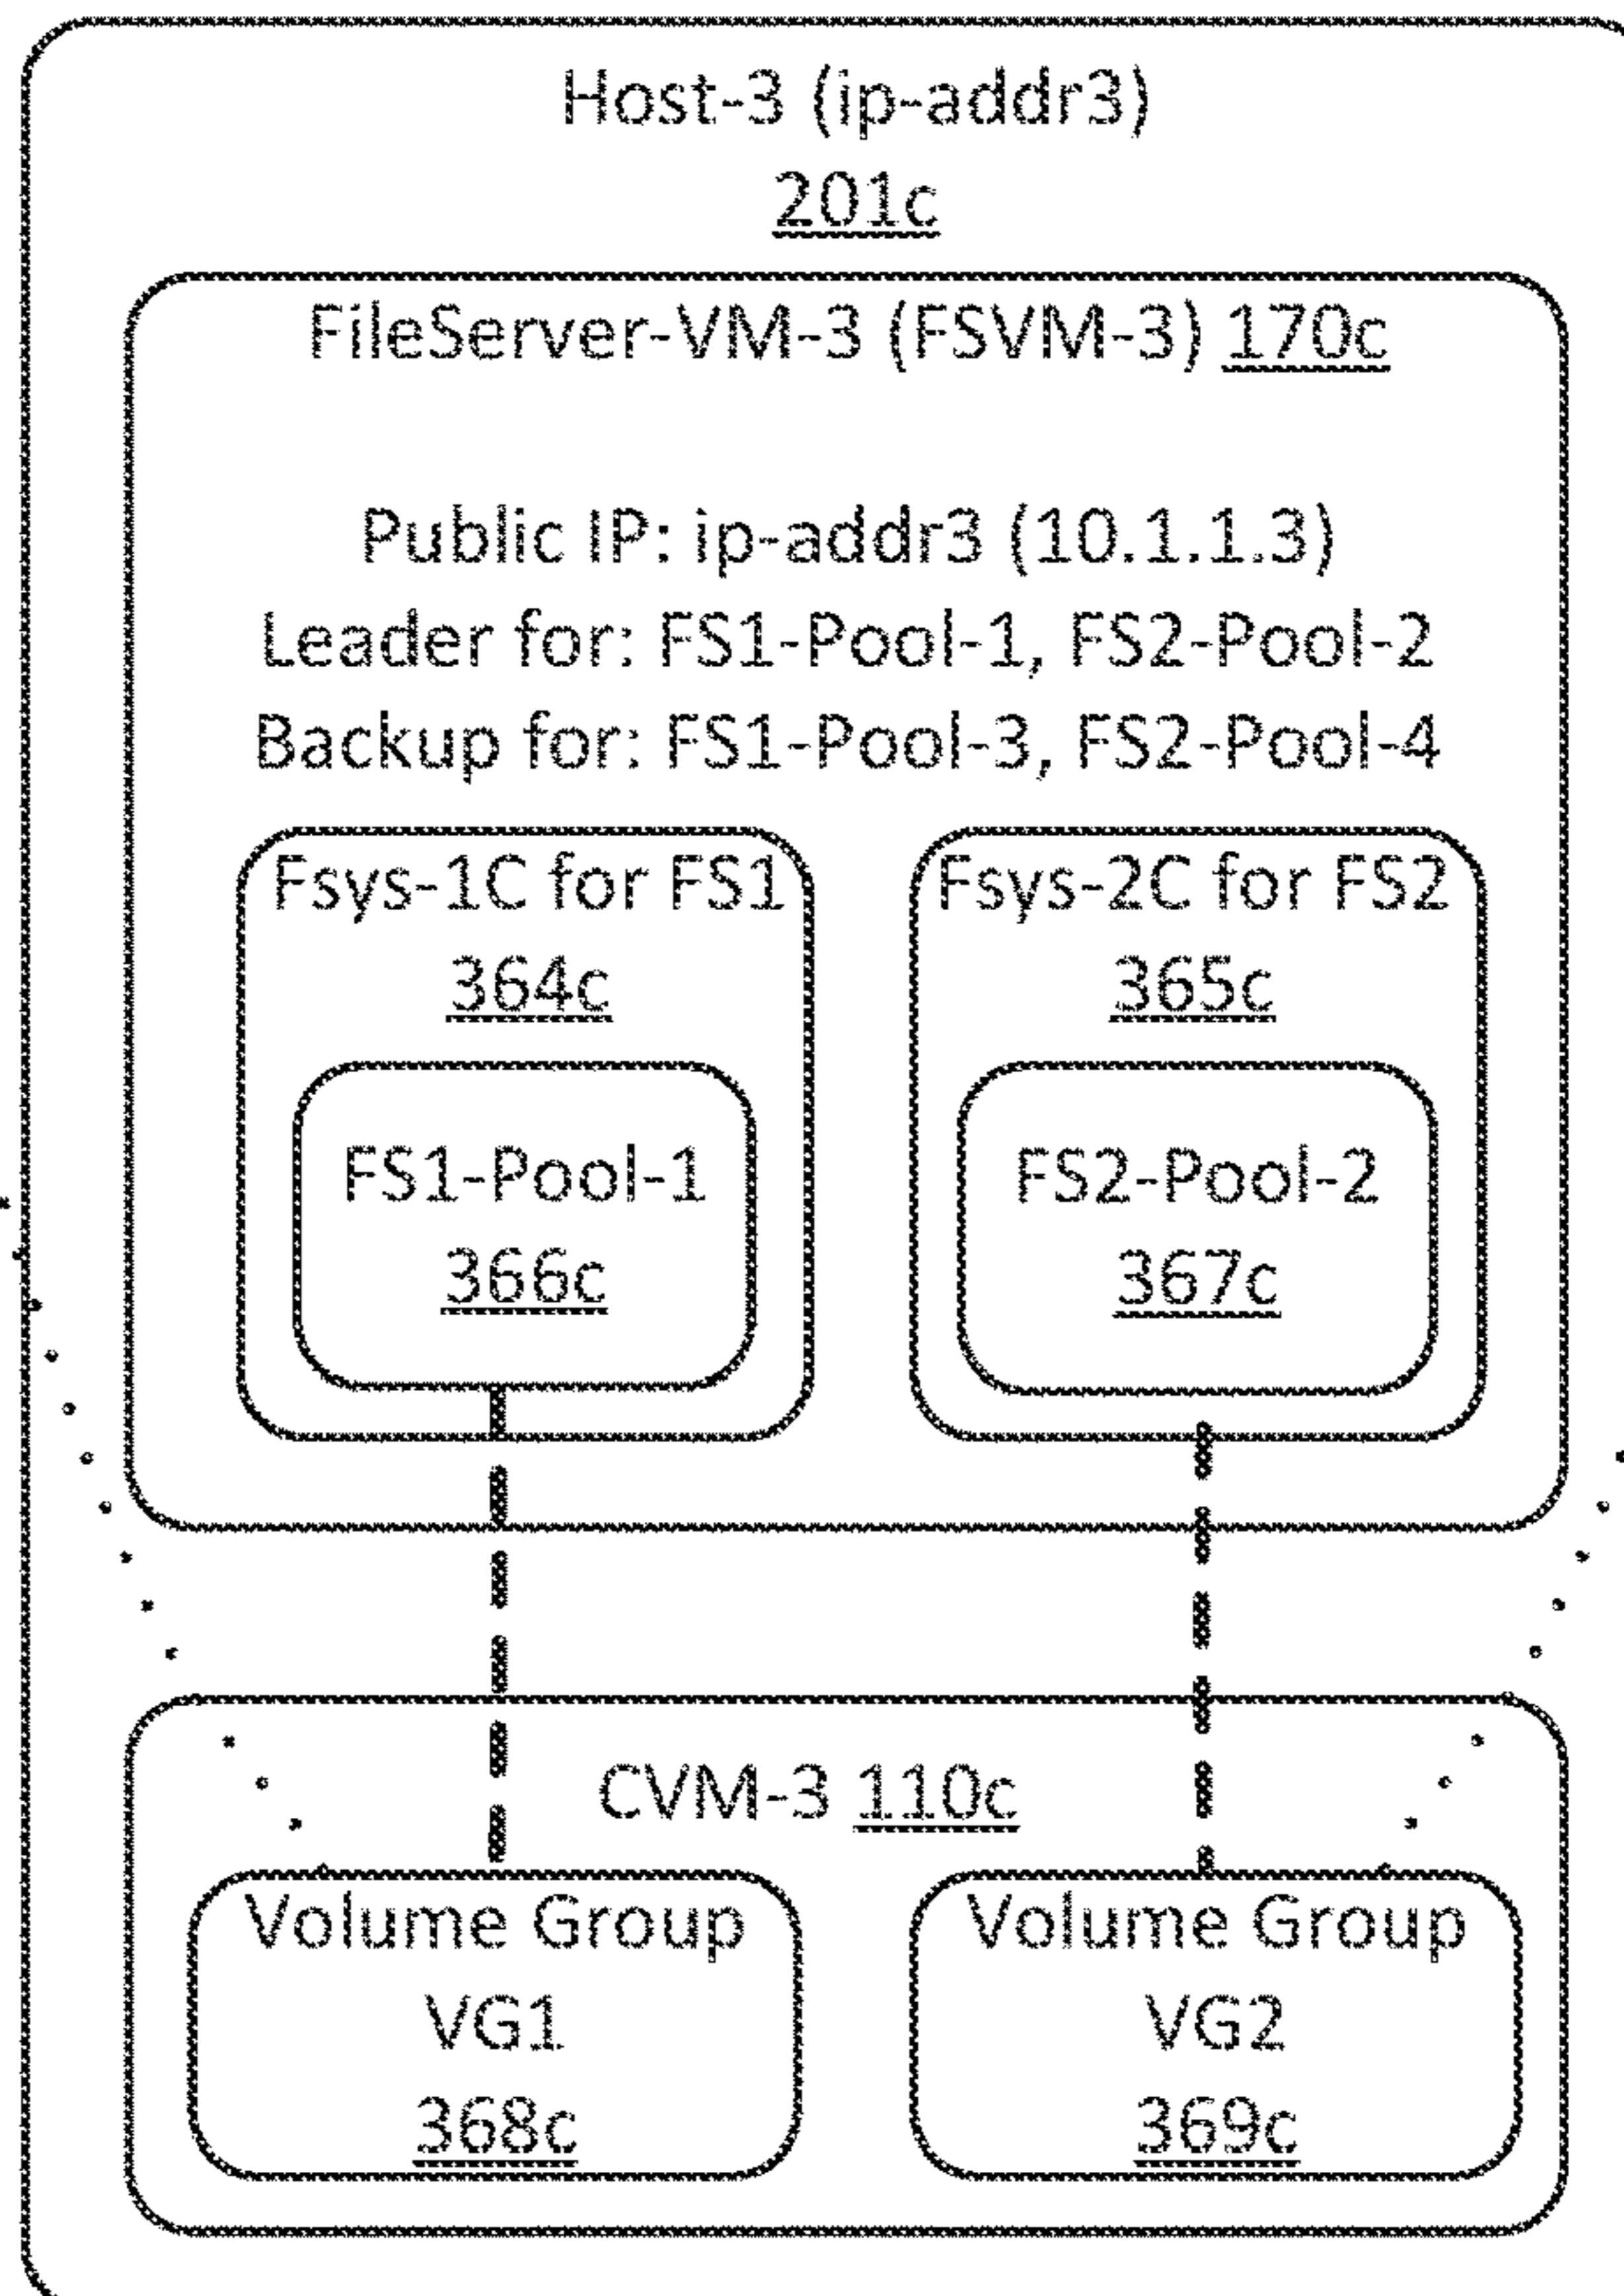 Host-3 (ip-addr3)
201c
FileServer-VM-3 (FSVM-3) 170c
Public IP: ip-addr3 (10.1.1.3)
Leader for: FS1-Pool-1, FS2-Pool-2
Backup for: FS1-Pool-3, FS2-Pool-4
Fsys-1C for FS1
364c
Fsys-2C for FS2
365c
FS1-Pool-1
366c
FS2-Pool-2
367c
CVM-3 110c
Volume Group
VG1
368c
Volume Group
VG2
369c